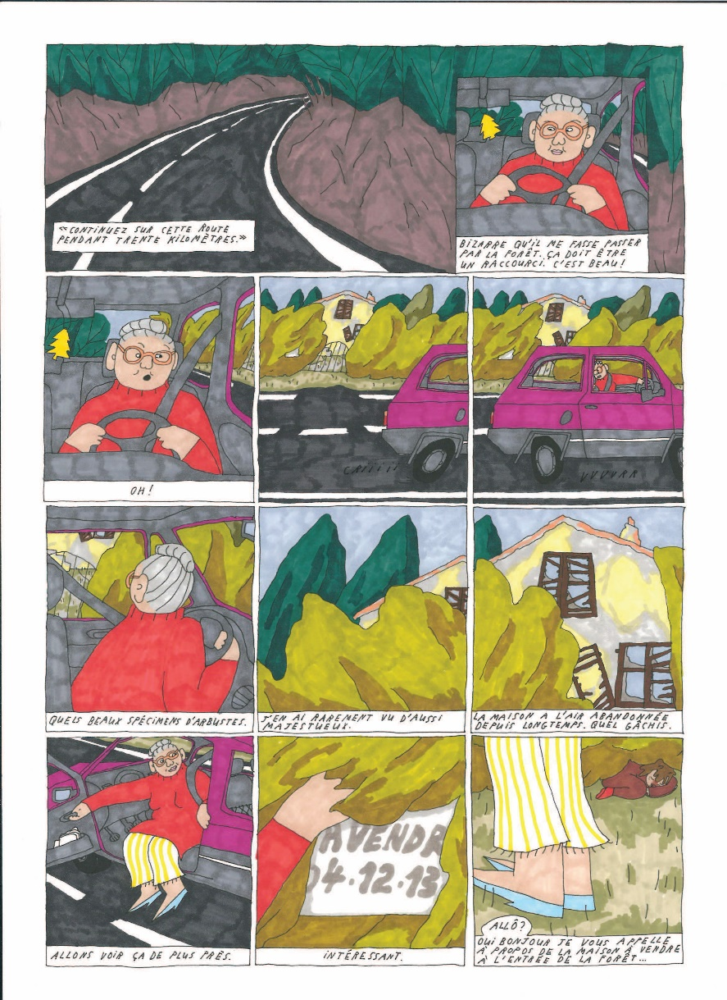 «CONTINUEZ SUR CETTE ROUTE
PENDANT TRENTE KILOMÈTRES.»
BIZARRE QU'IL ME FASSE PASSER
PAR LA FORÊT. ÇA DOIT ÊTRE
UN RACCOURCI. C'EST BEAU!
OH!
CRIIIIII
VUVURR
QUELS BEAUX SPÉCIMENS D'ARBUSTES.
J'EN AI RAREMENT VU D'AUSSI
MAJESTUEUX.
LA MAISON A L'AIR ABANDONNÉE
DEPUIS LONGTEMPS. QUEL GÂCHIS.
ALLONS VOIR ÇA DE PLUS PRÈS.
A VENDR
04.12.13
INTÉRESSANT.
ALLÔ?
OUI BONJOUR JE VOUS APPELLE
À PROPOS DE LA MAISON À VENDRE
À L'ENTRÉE DE LA FORÊT...